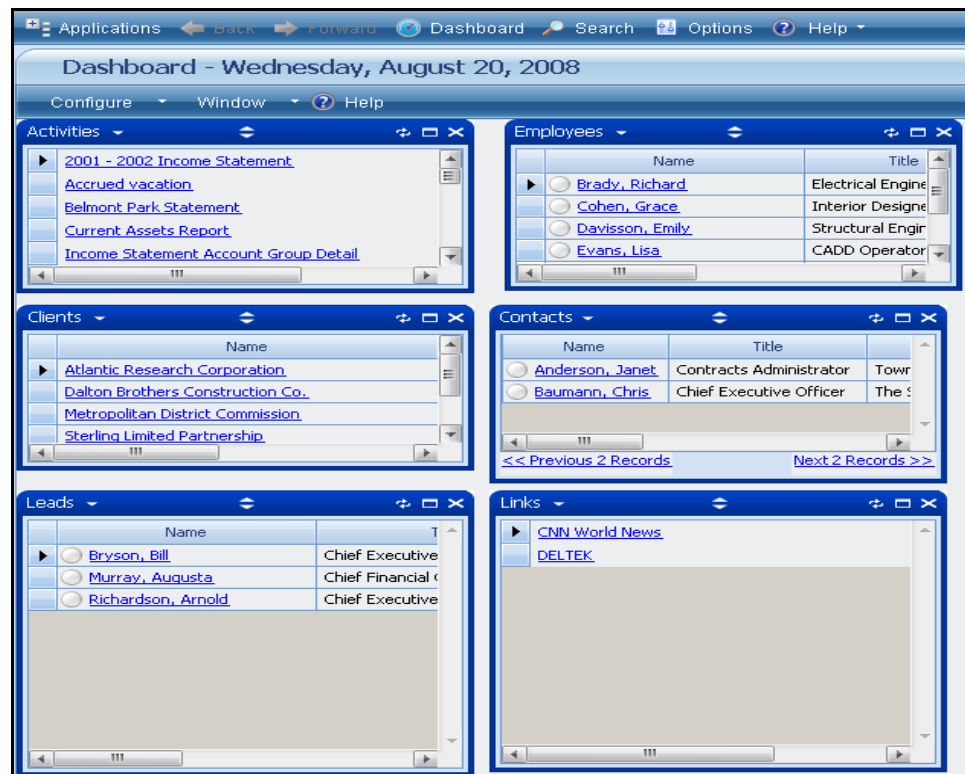 Applications Back Forward Dashboard Search Options Help
Dashboard - Wednesday, August 20, 2008
Configure Window Help
Activities
2001 - 2002 Income Statement
Accrued vacation
Belmont Park Statement
Current Assets Report
Income Statement Account Group Detail
Employees
Name Title
Brady, Richard Electrical Engine
Cohen, Grace Interior Designe
Davisson, Emily Structural Engin
Evans, Lisa CADD Operator
Clients
Name
Atlantic Research Corporation
Dalton Brothers Construction Co.
Metropolitan District Commission
Sterling Limited Partnership
Contacts
Name Title
Anderson, Janet Contracts Administrator Town
Baumann, Chris Chief Executive Officer The S
<< Previous 2 Records Next 2 Records >>
Leads
Name T
Bryson, Bill Chief Executive
Murray, Augusta Chief Financial
Richardson, Arnold Chief Executive
Links
CNN World News
DELTEK